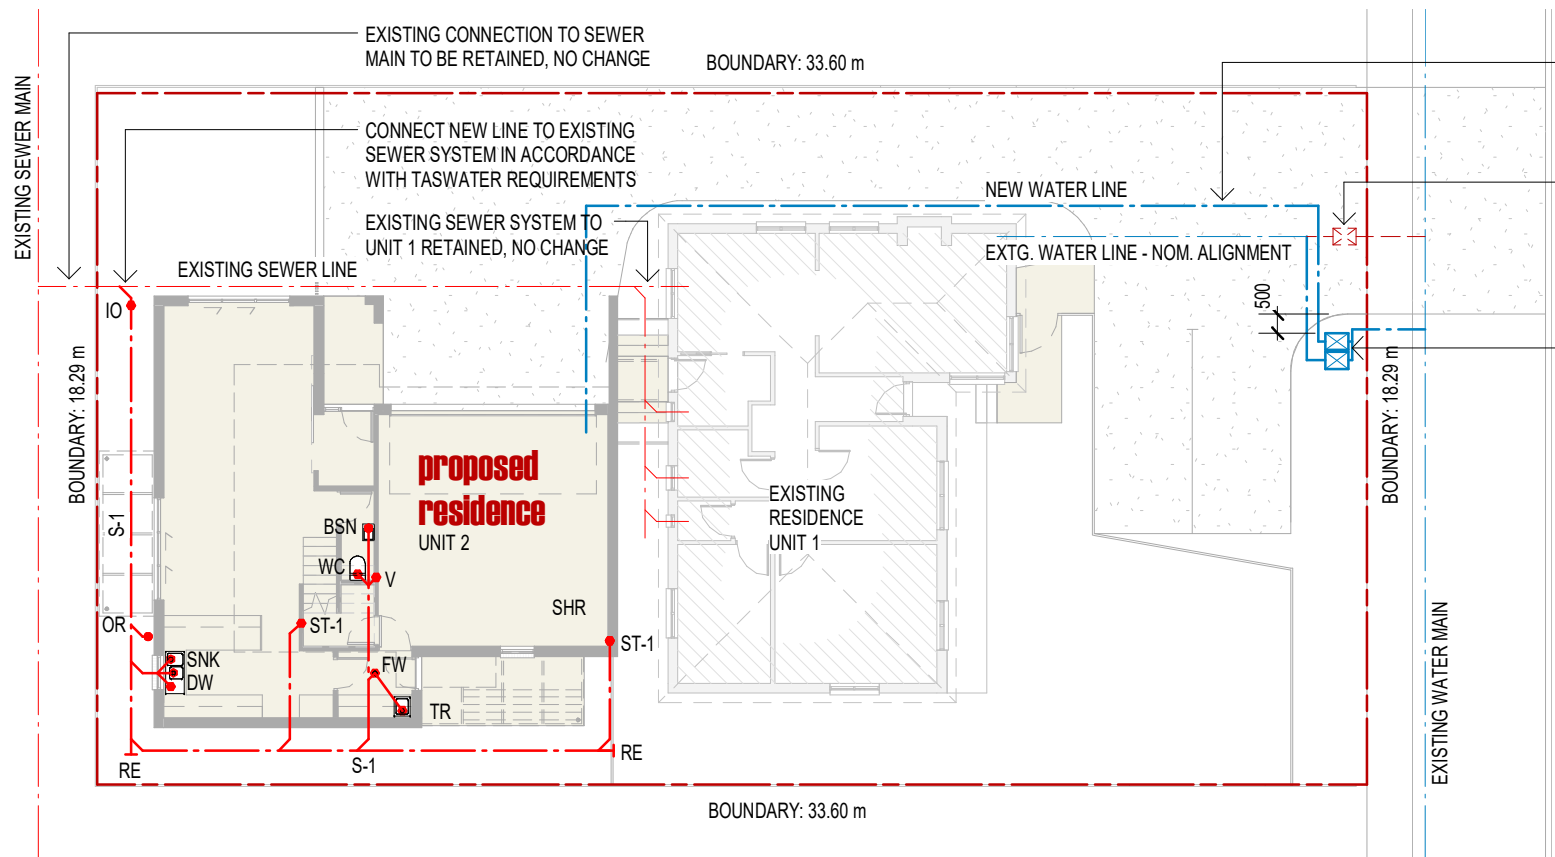 EXISTING CONNECTION TO SEWER
MAIN TO BE RETAINED, NO CHANGE
BOUNDARY: 33.60 m
EXISTING SEWER MAIN
CONNECT NEW LINE TO EXISTING
SEWER SYSTEM IN ACCORDANCE
WITH TASWATER REQUIREMENTS
NEW WATER LINE
EXISTING SEWER SYSTEM TO
UNIT 1 RETAINED, NO CHANGE
EXTG. WATER LINE - NOM. ALIGNMENT
EXISTING SEWER LINE
IO
500
BOUNDARY: 18.29 m
BOUNDARY: 18.29 m
proposed
residence
UNIT 2
EXISTING
RESIDENCE
UNIT 1
S-1
BSN
WC
V
SHR
OR
ST-1
ST-1
SNK
DW
FW
TR
RE
S-1
RE
EXISTING WATER MAIN
BOUNDARY: 33.60 m